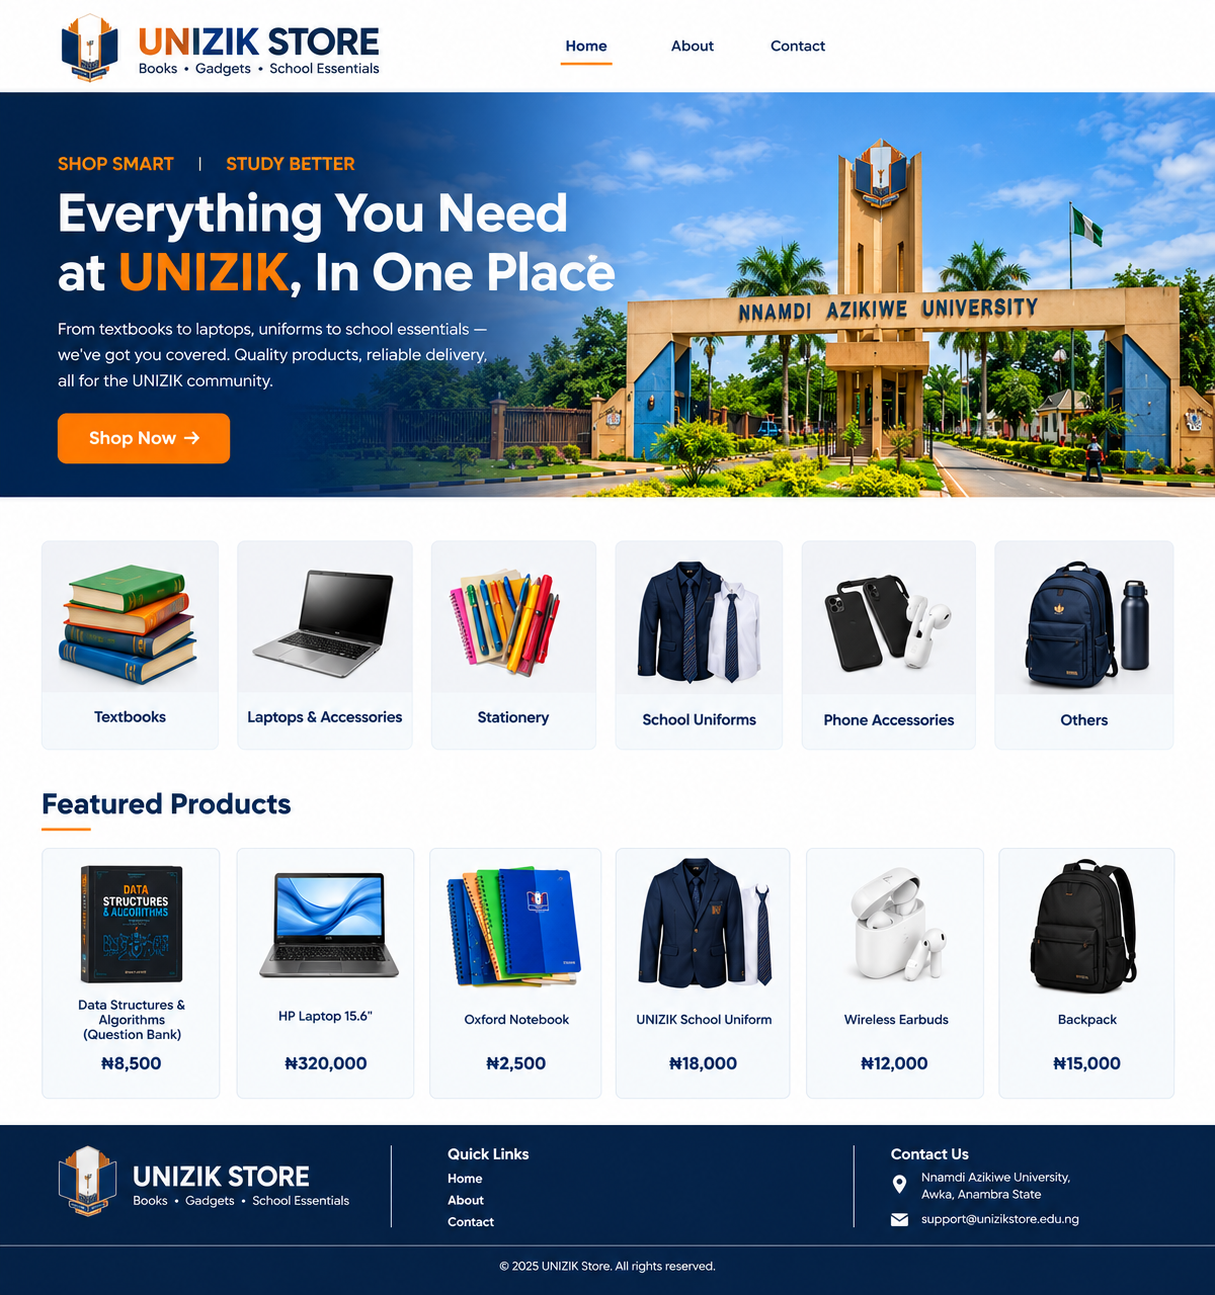 UNIZIK STORE
Books • Gadgets • School Essentials
Home
About
Contact
SHOP SMART | STUDY BETTER
Everything You Need
at UNIZIK, In One Place
From textbooks to laptops, uniforms to school essentials —
we've got you covered. Quality products, reliable delivery,
all for the UNIZIK community.
Shop Now →
NNAMDI AZIKIWE UNIVERSITY
Textbooks
Laptops & Accessories
Stationery
School Uniforms
Phone Accessories
Others
Featured Products
DATA
STRUCTURES
& ALGORITHMS
Data Structures &
Algorithms
(Question Bank)
₦8,500
HP Laptop 15.6"
₦320,000
Oxford Notebook
₦2,500
UNIZIK School Uniform
₦18,000
Wireless Earbuds
₦12,000
Backpack
₦15,000
UNIZIK STORE
Books • Gadgets • School Essentials
Quick Links
Home
About
Contact
Contact Us
Nnamdi Azikiwe University,
Awka, Anambra State
support@unizikstore.edu.ng
© 2025 UNIZIK Store. All rights reserved.